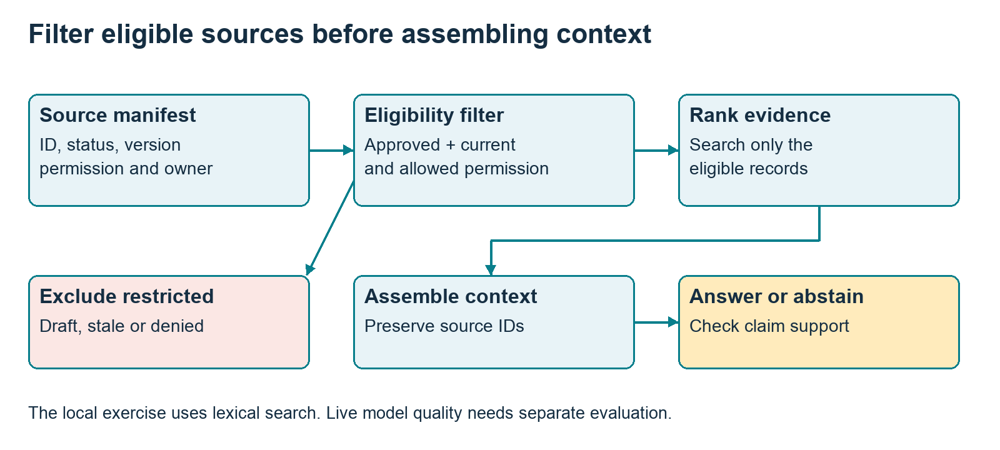 Filter eligible sources before assembling context
Source manifest
ID, status, version
permission and owner
Eligibility filter
Approved + current
and allowed permission
Rank evidence
Search only the
eligible records
Exclude restricted
Draft, stale or denied
Assemble context
Preserve source IDs
Answer or abstain
Check claim support
The local exercise uses lexical search. Live model quality needs separate evaluation.